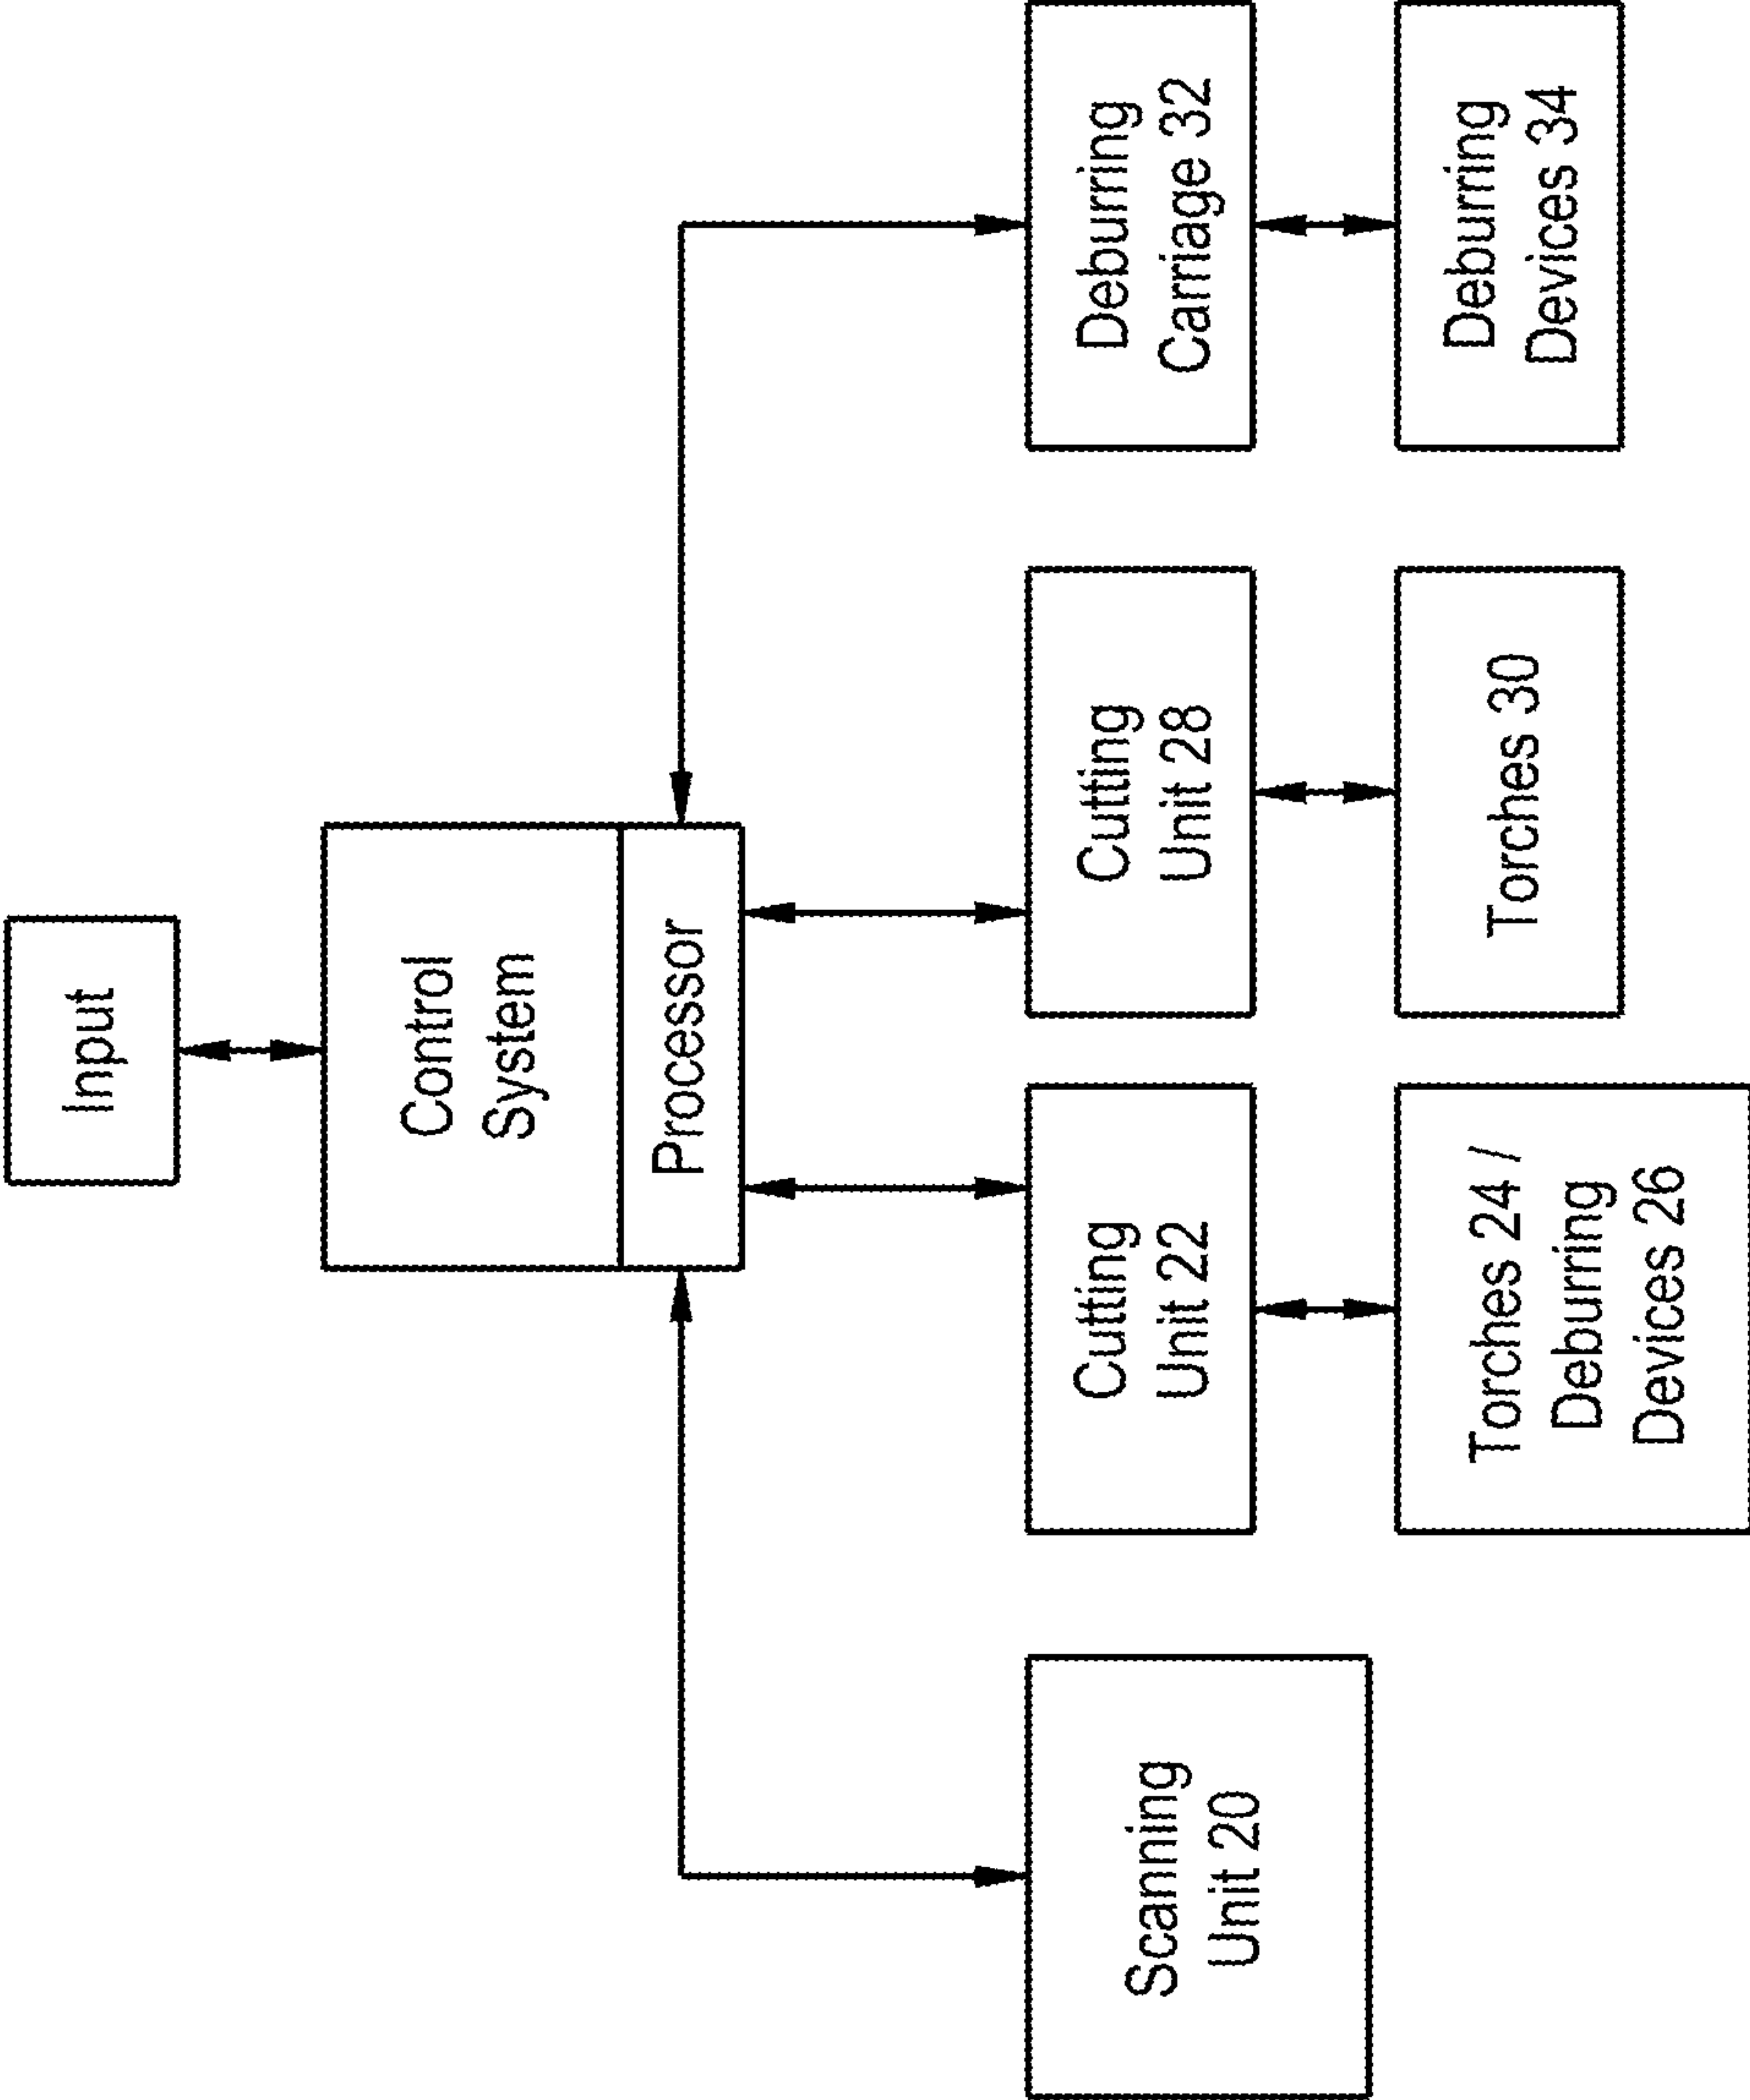 Input
Control
System
Processor
Scanning
Unit 20
Cutting
Unit 22
Cutting
Unit 28
Deburring
Carriage 32
Torches 24 /
Deburring
Devices 26
Torches 30
Deburring
Devices 34